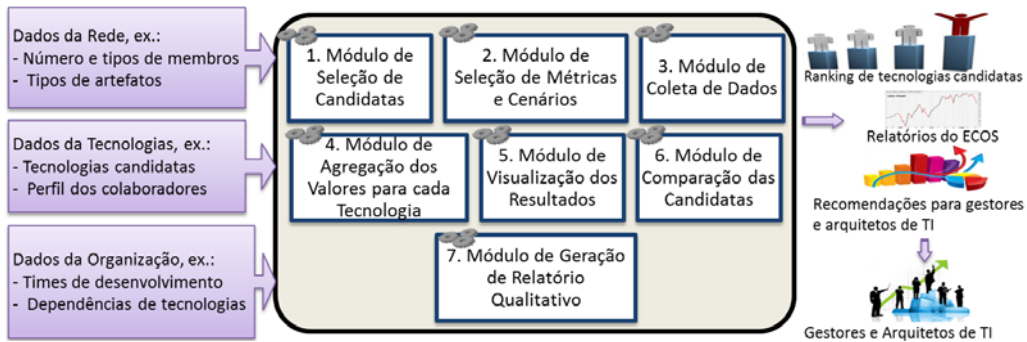 Dados da Rede, ex.:
- Número e tipos de membros
- Tipos de artefatos
Dados da Tecnologias, ex.:
- Tecnologias candidatas
- Perfil dos colaboradores
Dados da Organização, ex.:
- Times de desenvolvimento
- Dependências de tecnologias
1. Módulo de
Seleção de
Candidatas
2. Módulo de
Seleção de Métricas
e Cenários
3. Módulo de
Coleta de Dados
4. Módulo de
Agregação dos
Valores para cada
Tecnologia
5. Módulo de
Visualização dos
Resultados
6. Módulo de
Comparação das
Candidatas
7. Módulo de Geração
de Relatório
Qualitativo
Ranking de tecnologias candidatas
Relatórios do ECOS
Recomendações para gestores
e arquitetos de TI
Gestores e Arquitetos de TI